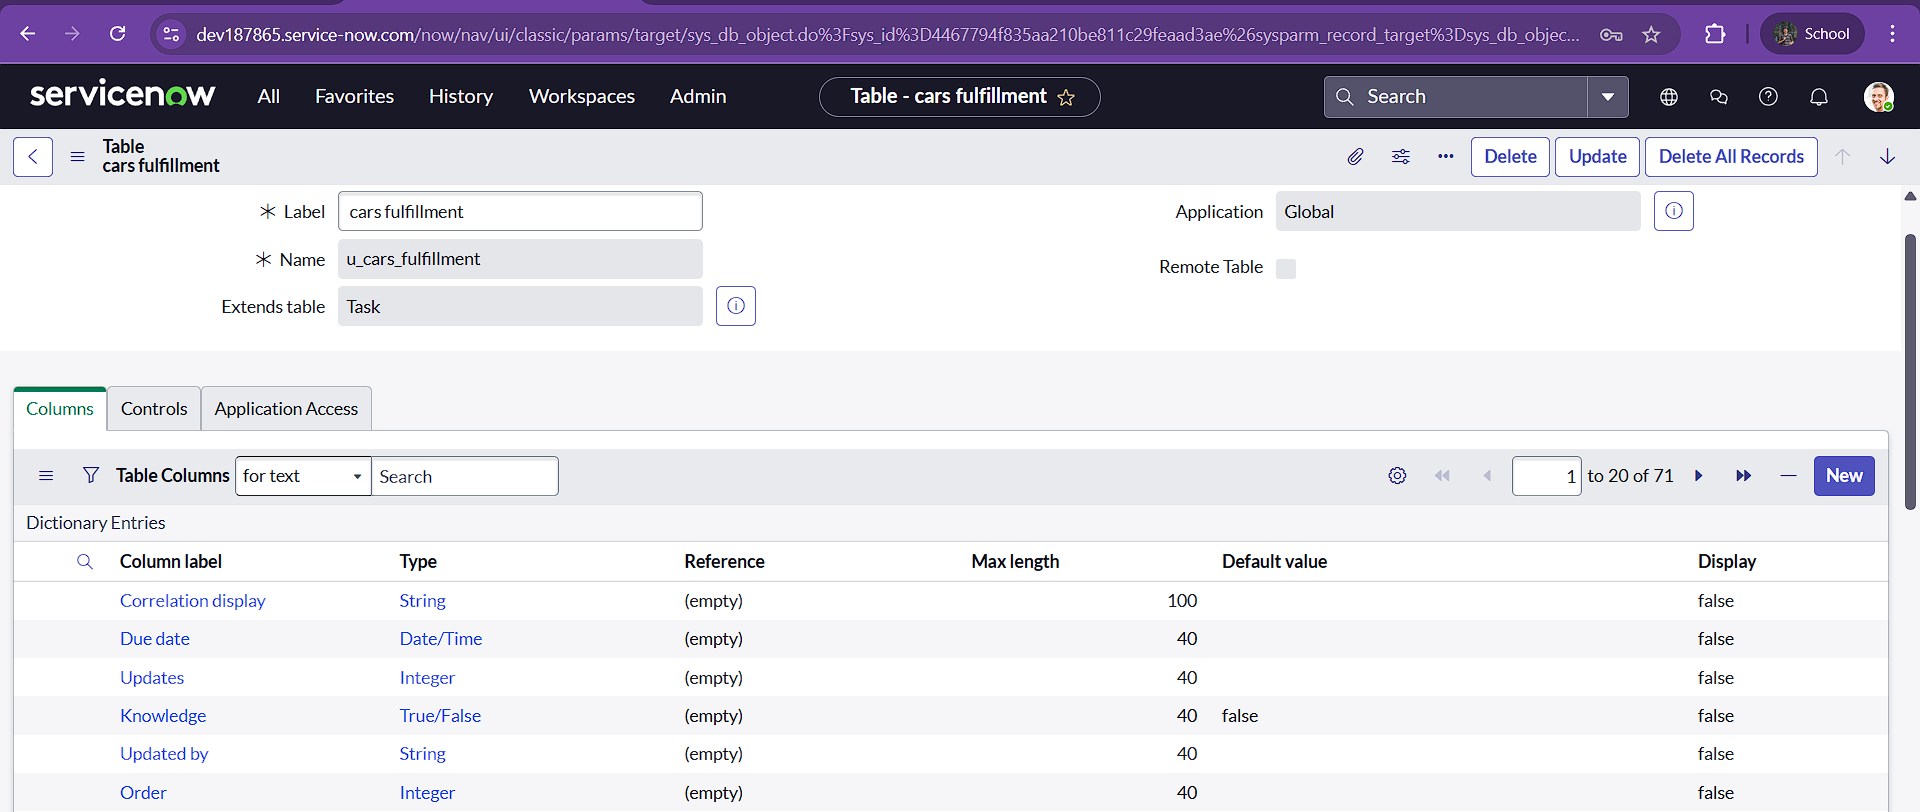 dev187865.service-now.com/now/nav/ui/classic/params/target/sys_db_object.do%3Fsys_id%3D4467794f835aa210be811c29feaad3ae%26sysparm_record_target%3Dsys_db_objec...
School
servicenow All Favorites History Workspaces Admin Table - cars fulfillment Search
Table
cars fulfillment
Delete Update Delete All Records
Label cars fulfillment Application Global
Name u_cars_fulfillment Remote Table
Extends table Task
Columns Controls Application Access
Table Columns for text Search 1 to 20 of 71 New
Dictionary Entries
Column label Type Reference Max length Default value Display
Correlation display String (empty) 100 false
Due date Date/Time (empty) 40 false
Updates Integer (empty) 40 false
Knowledge True/False (empty) 40 false false
Updated by String (empty) 40 false
Order Integer (empty) 40 false